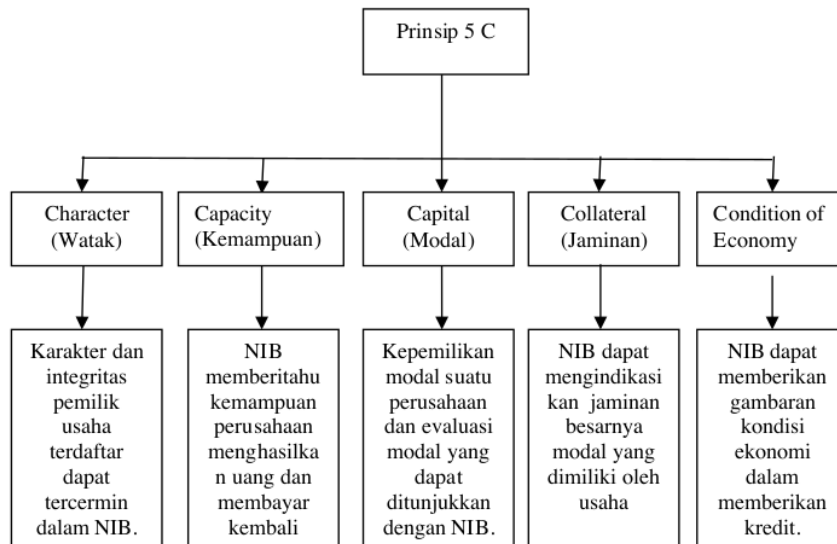 Prinsip 5 C
Character
(Watak)
Capacity
(Kemampuan)
Capital
(Modal)
Collateral
(Jaminan)
Condition of
Economy
Karakter dan
integritas
pemilik
usaha
terdaftar
dapat
tercermin
dalam NIB.
NIB
memberitahu
kemampuan
perusahaan
menghasilka
n uang dan
membayar
kembali
Kepemilikan
modal suatu
perusahaan
dan evaluasi
modal yang
dapat
ditunjukkan
dengan NIB.
NIB dapat
mengindikasi
kan jaminan
besarnya
modal yang
dimiliki oleh
usaha
NIB dapat
memberikan
gambaran
kondisi
ekonomi
dalam
memberikan
kredit.